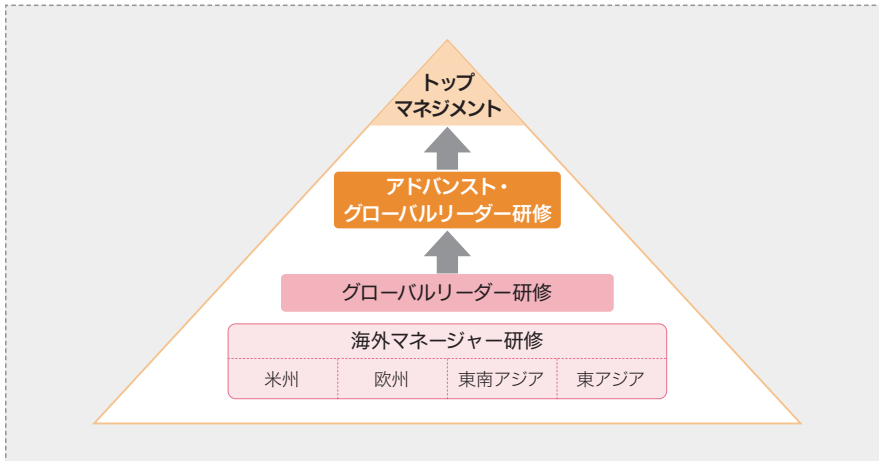 トップ
マネジメント
アドバンスト・
グローバルリーダー研修
グローバルリーダー研修
海外マネージャー研修
米州
欧州
東南アジア
東アジア